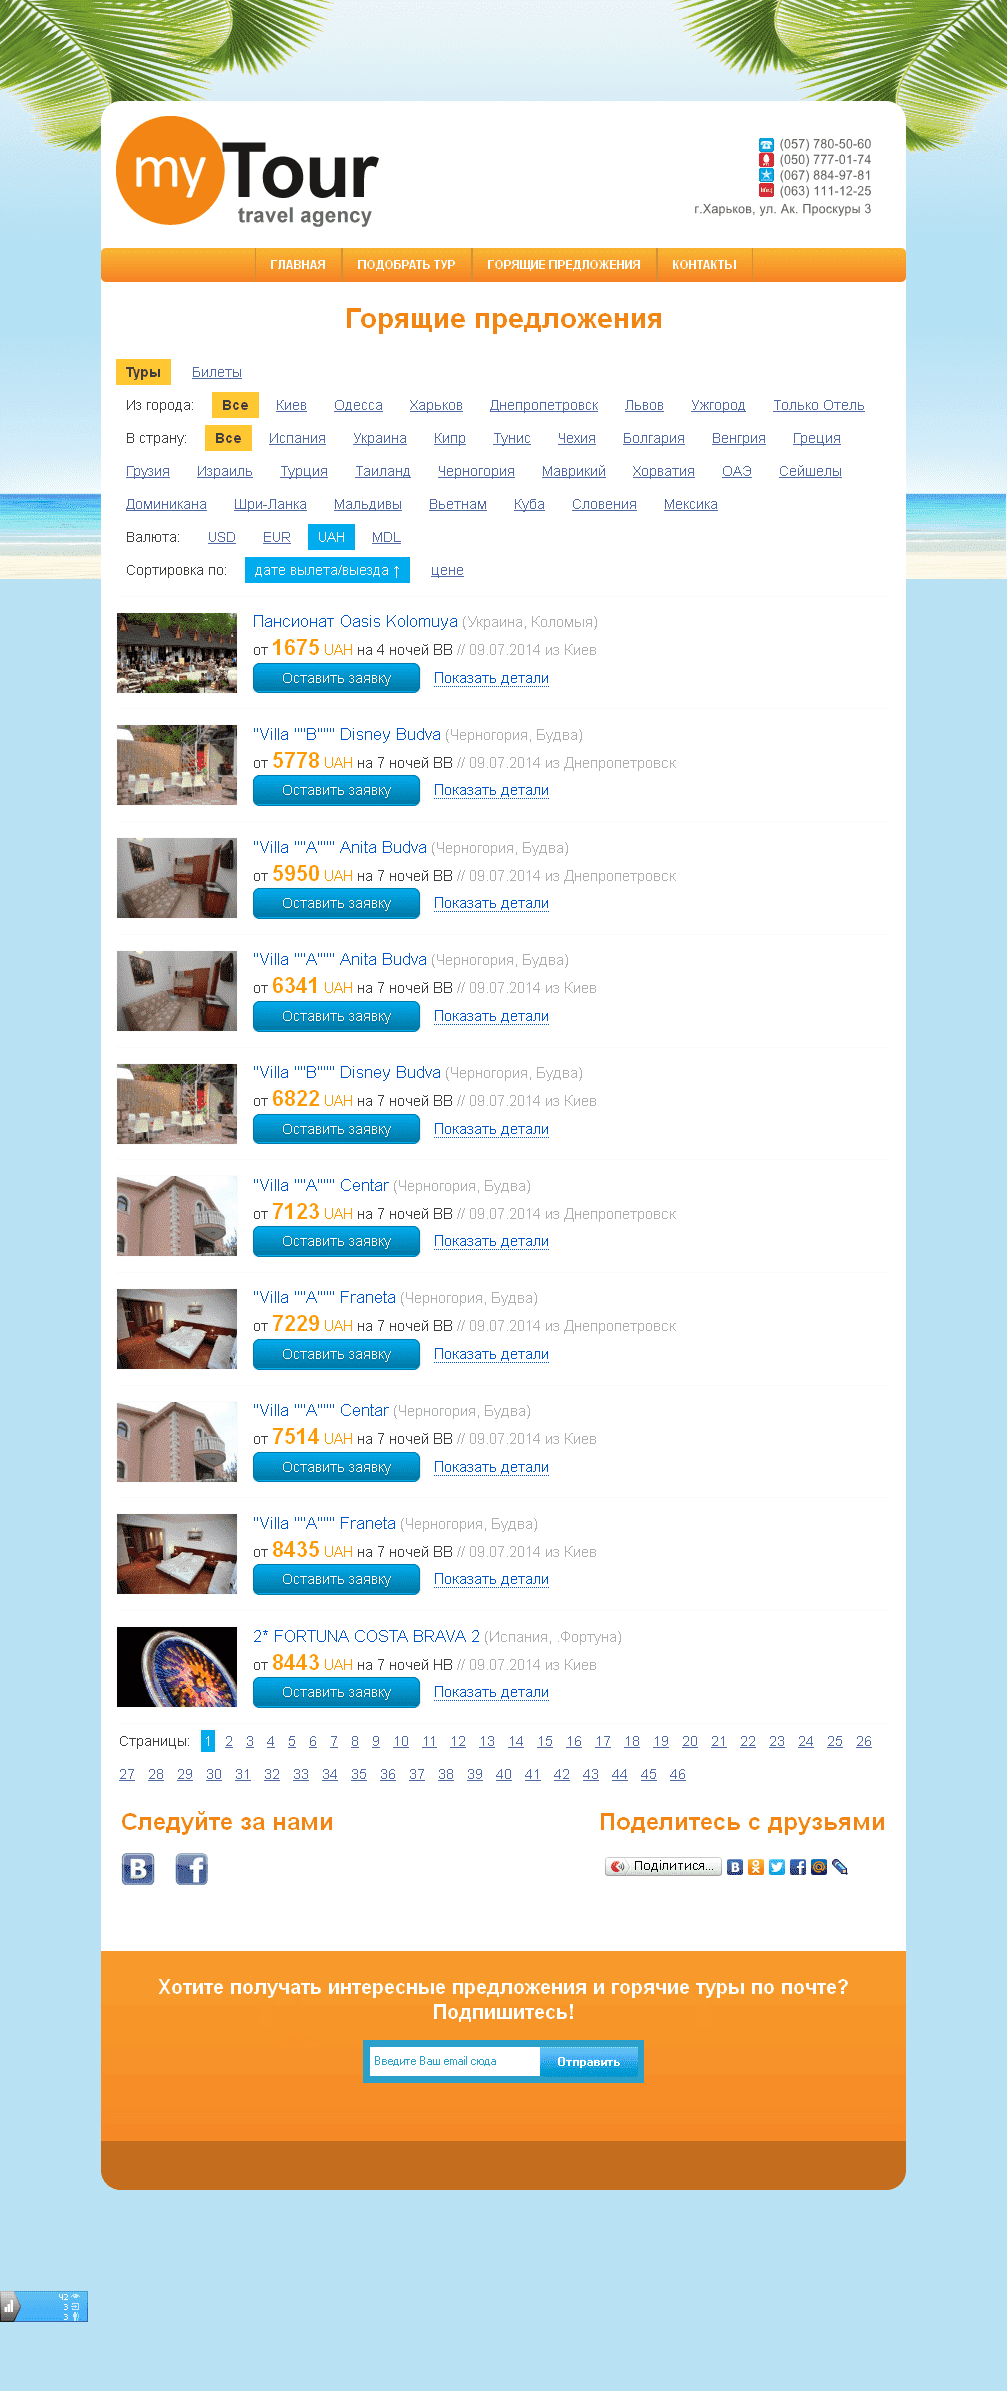 myTour
travel agency
(057) 780-50-60
(050) 777-01-74
(067) 884-97-81
life:)
(063) 111-12-25
г.Харьков, ул. Ак. Проскуры 3
ГЛАВНАЯ ПОДОБРАТЬ ТУР ГОРЯЩИЕ ПРЕДЛОЖЕНИЯ КОНТАКТЫ
Горящие предложения
Туры Билеты
Из города: Все Киев Одесса Харьков Днепропетровск Львов Ужгород Только Отель
В страну: Все Испания Украина Кипр Тунис Чехия Болгария Венгрия Греция
Грузия Израиль Турция Таиланд Черногория Маврикий Хорватия ОАЭ Сейшелы
Доминикана Шри-Ланка Мальдивы Вьетнам Куба Словения Мексика
Валюта: USD EUR UAH MDL
Сортировка по: дате вылета/выезда ↑ цене
Пансионат Oasis Kolomuya (Украина, Коломыя)
от 1675 UAH на 4 ночей BB // 09.07.2014 из Киев
Оставить заявку Показать детали
"Villa ""B""" Disney Budva (Черногория, Будва)
от 5778 UAH на 7 ночей BB // 09.07.2014 из Днепропетровск
Оставить заявку Показать детали
"Villa ""A""" Anita Budva (Черногория, Будва)
от 5950 UAH на 7 ночей BB // 09.07.2014 из Днепропетровск
Оставить заявку Показать детали
"Villa ""A""" Anita Budva (Черногория, Будва)
от 6341 UAH на 7 ночей BB // 09.07.2014 из Киев
Оставить заявку Показать детали
"Villa ""B""" Disney Budva (Черногория, Будва)
от 6822 UAH на 7 ночей BB // 09.07.2014 из Киев
Оставить заявку Показать детали
"Villa ""A""" Centar (Черногория, Будва)
от 7123 UAH на 7 ночей BB // 09.07.2014 из Днепропетровск
Оставить заявку Показать детали
"Villa ""A""" Franeta (Черногория, Будва)
от 7229 UAH на 7 ночей BB // 09.07.2014 из Днепропетровск
Оставить заявку Показать детали
"Villa ""A""" Centar (Черногория, Будва)
от 7514 UAH на 7 ночей BB // 09.07.2014 из Киев
Оставить заявку Показать детали
"Villa ""A""" Franeta (Черногория, Будва)
от 8435 UAH на 7 ночей BB // 09.07.2014 из Киев
Оставить заявку Показать детали
2* FORTUNA COSTA BRAVA 2 (Испания, .Фортуна)
от 8443 UAH на 7 ночей HB // 09.07.2014 из Киев
Оставить заявку Показать детали
Страницы: 1 2 3 4 5 6 7 8 9 10 11 12 13 14 15 16 17 18 19 20 21 22 23 24 25 26
27 28 29 30 31 32 33 34 35 36 37 38 39 40 41 42 43 44 45 46
Следуйте за нами Поделитесь с друзьями
Поділитися...
Хотите получать интересные предложения и горячие туры по почте?
Подпишитесь!
Введите Ваш email сюда Отправить
42
3
3